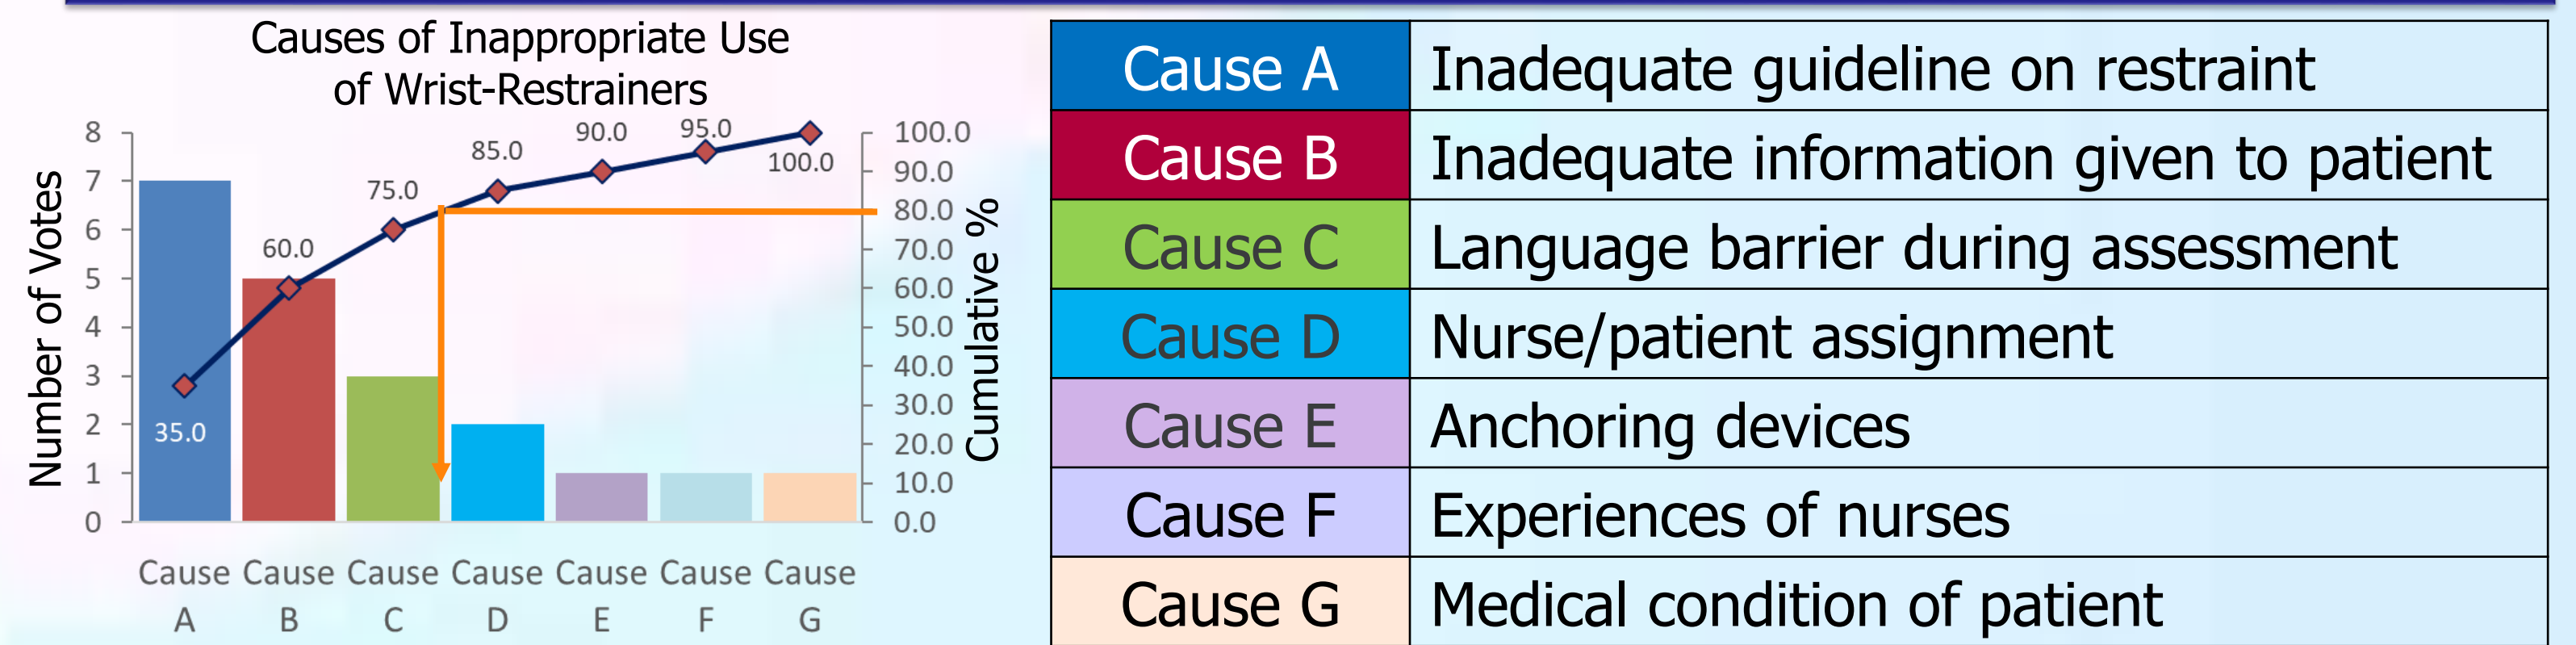 Causes of Inappropriate Use
of Wrist-Restrainers
Number of Votes
8
7
6
5
4
3
2
1
0
35.0
60.0
75.0
85.0
90.0
95.0
100.0
100.0
90.0
80.0
70.0
60.0
50.0
40.0
30.0
20.0
10.0
0.0
Cumulative %
Cause Cause Cause Cause Cause Cause Cause
A B C D E F G
Cause A Inadequate guideline on restraint
Cause B Inadequate information given to patient
Cause C Language barrier during assessment
Cause D Nurse/patient assignment
Cause E Anchoring devices
Cause F Experiences of nurses
Cause G Medical condition of patient